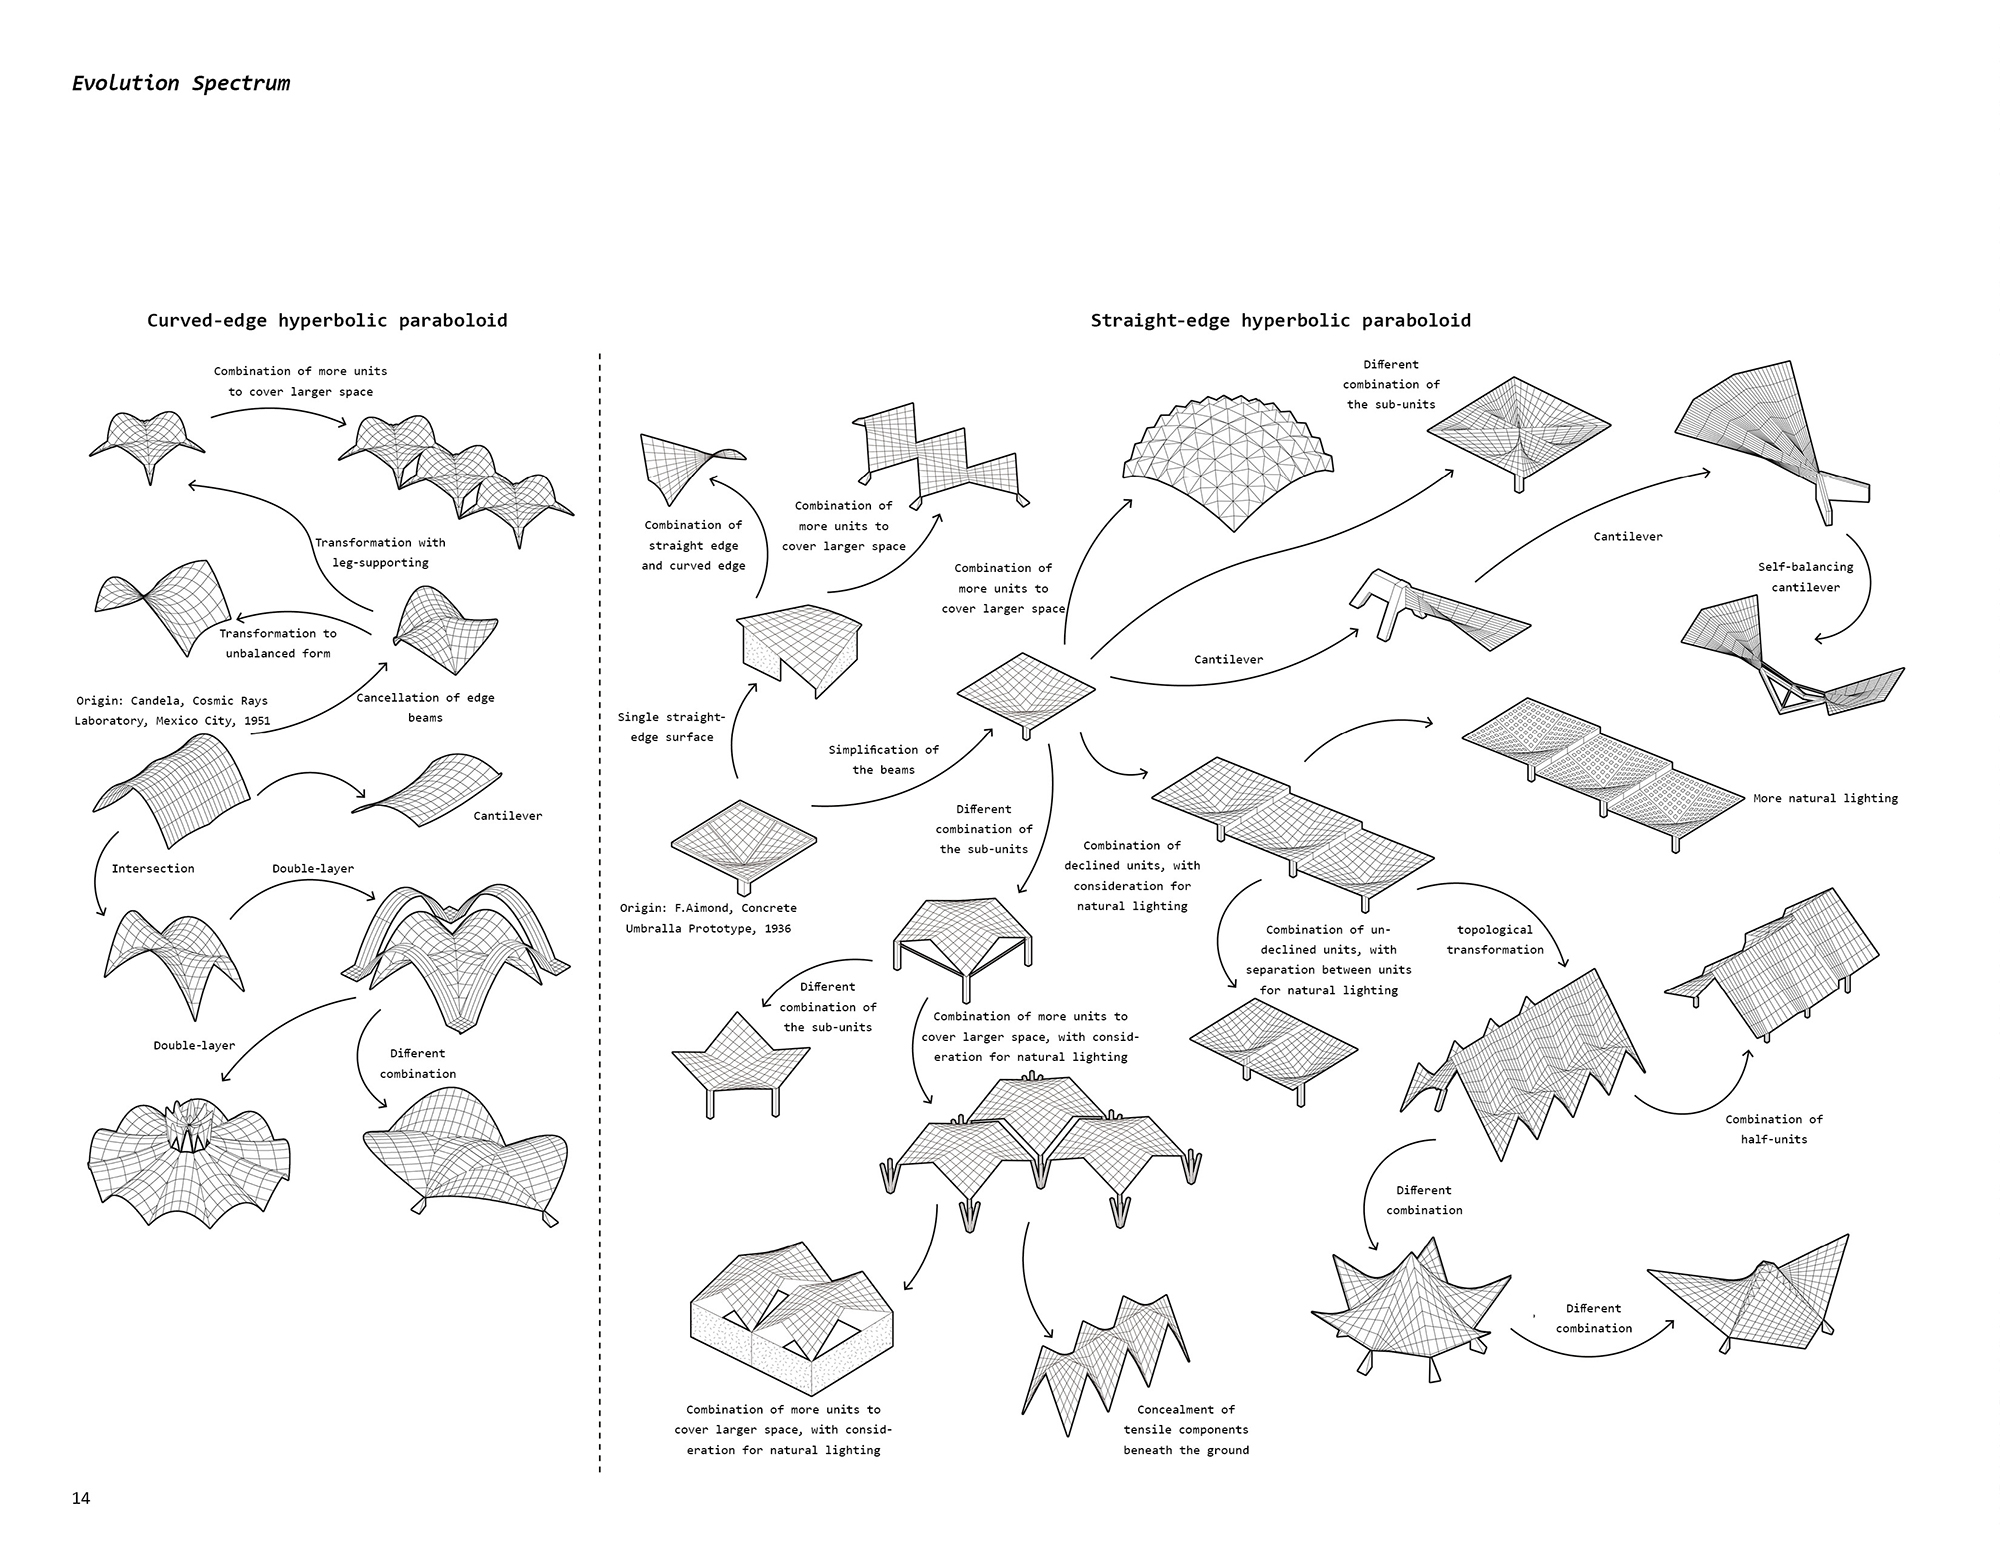 Evolution Spectrum
Curved-edge hyperbolic paraboloid
Combination of more units
to cover larger space
Transformation with
leg-supporting
Transformation to
unbalanced form
Origin: Candela, Cosmic Rays
Laboratory, Mexico City, 1951
Cancellation of edge
beams
Cantilever
Intersection
Double-layer
Double-layer
Different
combination
Straight-edge hyperbolic paraboloid
Different
combination of
the sub-units
Combination of
straight edge
and curved edge
Combination of
more units to
cover larger space
Combination of
more units to
cover larger space
Cantilever
Self-balancing
cantilever
Cantilever
Single straight-
edge surface
Simplification of
the beams
More natural lighting
Different
combination of
the sub-units
Combination of
declined units, with
consideration for
natural lighting
Origin: F.Aimond, Concrete
Umbralla Prototype, 1936
Combination of un-
declined units, with
separation between units
for natural lighting
topological
transformation
Different
combination of
the sub-units
Combination of more units to
cover larger space, with consid-
eration for natural lighting
Combination of
half-units
Different
combination
Different
combination
Combination of more units to
cover larger space, with consid-
eration for natural lighting
Concealment of
tensile components
beneath the ground
14